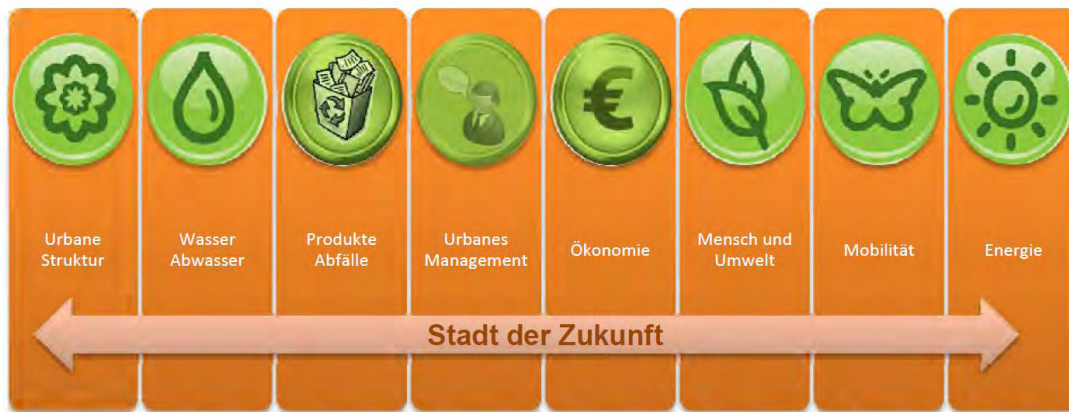 Urbane
Struktur
Wasser
Abwasser
Produkte
Abfälle
Urbanes
Management
Ökonomie
Mensch und
Umwelt
Mobilität
Energie
Stadt der Zukunft